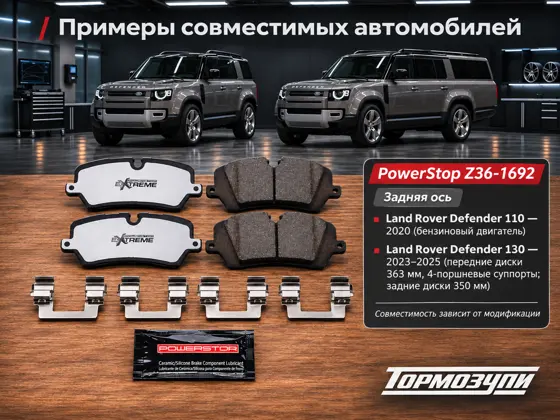 / Примеры совместимых автомобилей
PowerStop Z36-1692
Задняя ось
Land Rover Defender 110 —
2020 (бензиновый двигатель)
Land Rover Defender 130 —
2023–2025 (передние диски
363 мм, 4-поршневые суппорты;
задние диски 350 мм)
Совместимость зависит от модификации
EXTREME
EXTREME
POWERSTOP
Ceramic/Silicone Brake Component Lubricant
ТОРМОЗУПИ